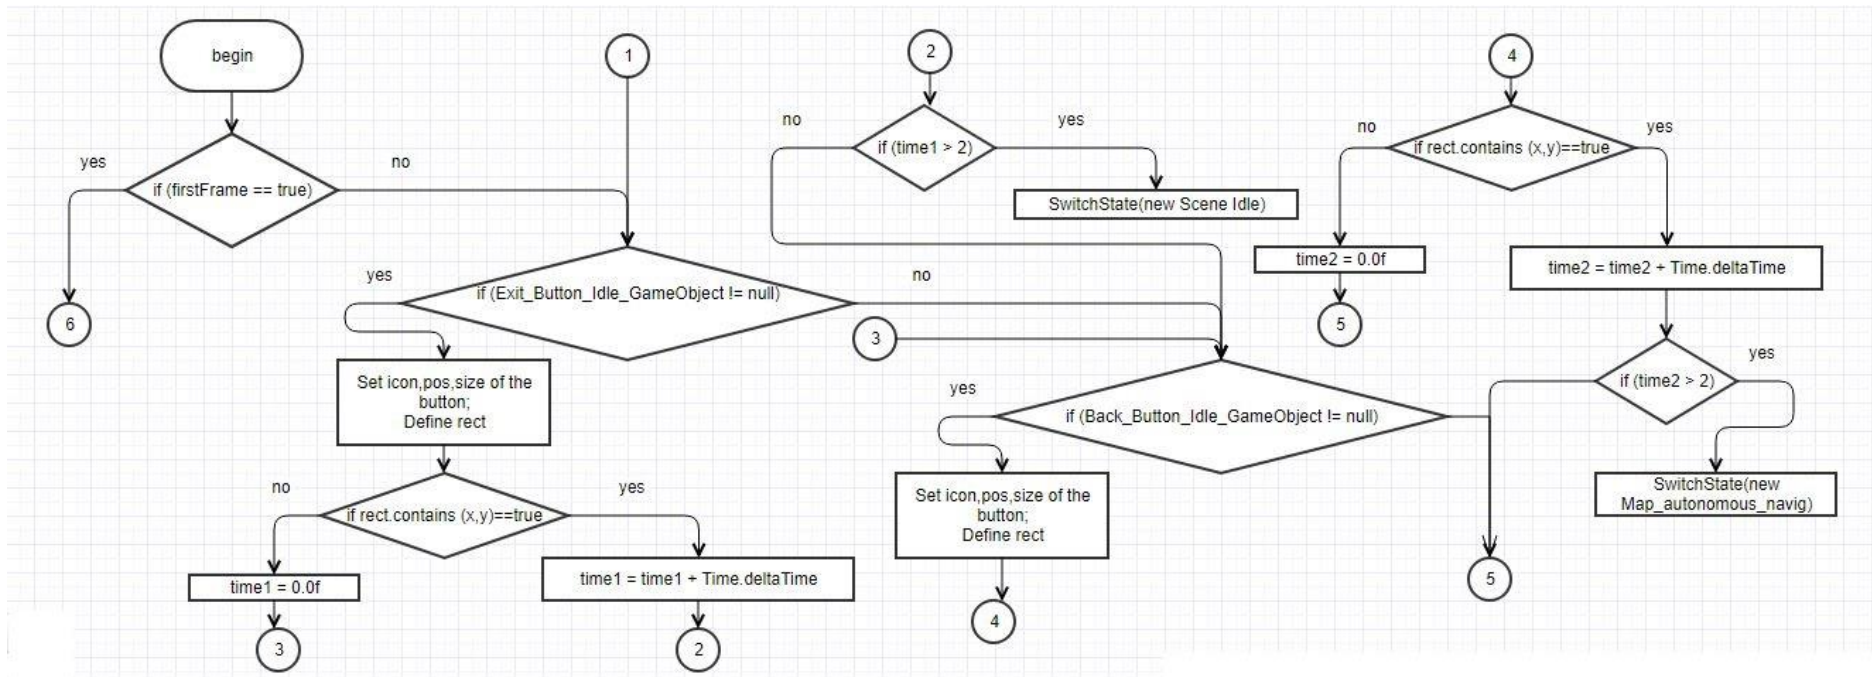 begin
yes
no
if (firstFrame == true)
6
1
yes
no
if (Exit_Button_Idle_GameObject != null)
Set icon,pos,size of the
button;
Define rect
no
yes
if rect.contains (x,y)==true
time1 = 0.0f
time1 = time1 + Time.deltaTime
3
2
2
no
yes
if (time1 > 2)
SwitchState(new Scene Idle)
3
yes
if (Back_Button_Idle_GameObject != null)
Set icon,pos,size of the
button;
Define rect
4
4
no
yes
if rect.contains (x,y)==true
time2 = 0.0f
time2 = time2 + Time.deltaTime
5
yes
if (time2 > 2)
SwitchState(new
Map_autonomous_navig)
5